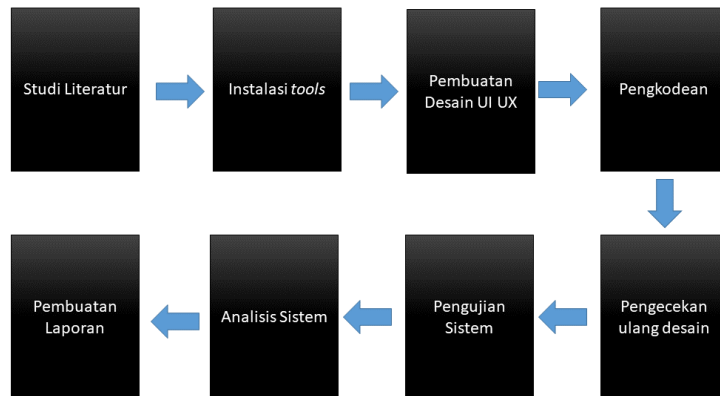 Studi Literatur
Instalasi tools
Pembuatan
Desain UI UX
Pengkodean
Pengecekan
ulang desain
Pengujian
Sistem
Analisis Sistem
Pembuatan
Laporan